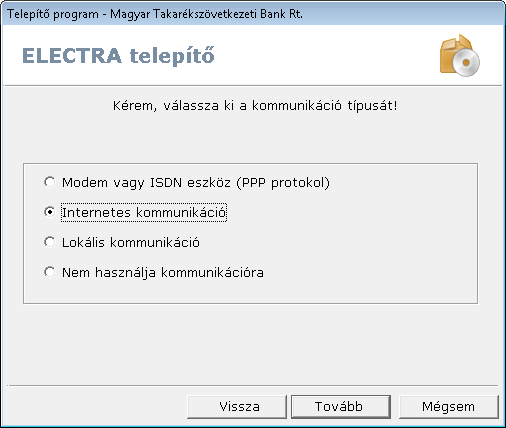 Telepítő program - Magyar Takarékszövetkezeti Bank Rt.
ELECTRA telepítő
Kérem, válassza ki a kommunikáció típusát!
Modem vagy ISDN eszköz (PPP protokol)
Internetes kommunikáció
Lokális kommunikáció
Nem használja kommunikációra
Vissza Tovább Mégsem